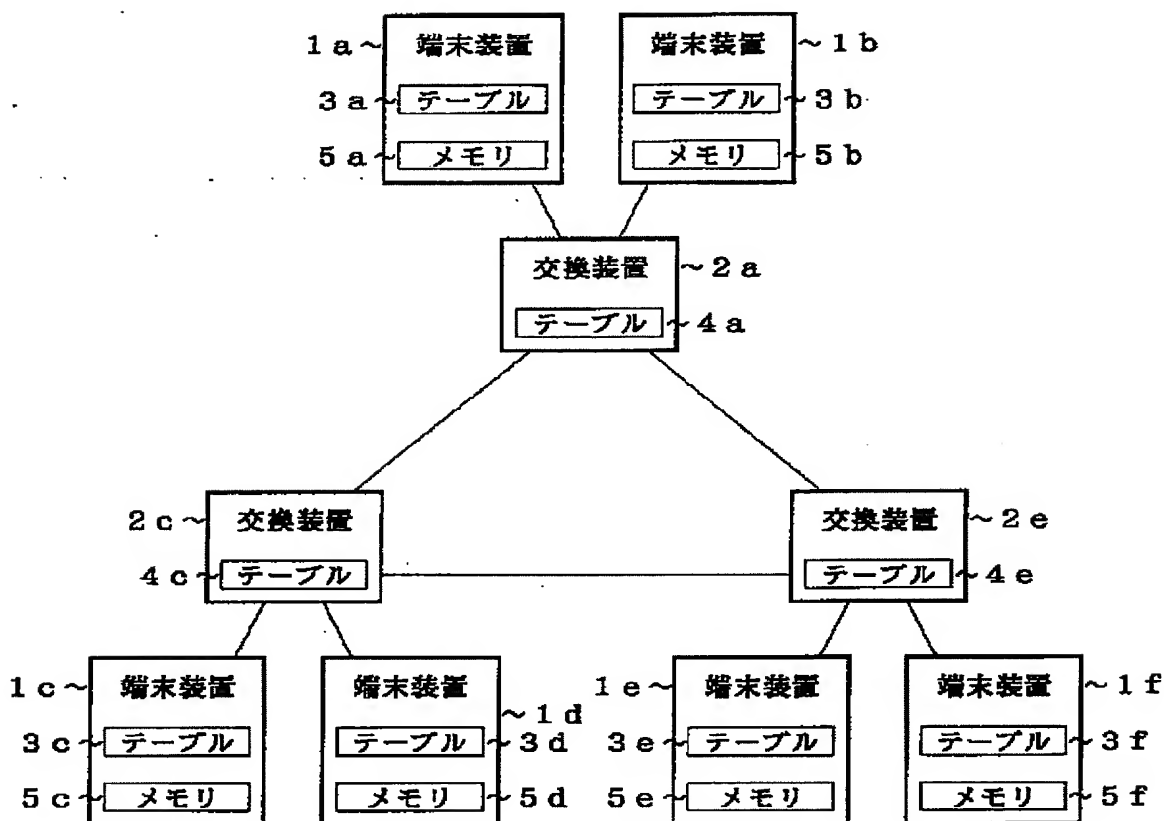 1a～ 端末装置 端末装置 ～1b
3a～ テーブル テーブル ～3b
5a～ メモリ メモリ ～5b
交換装置 ～2a
テーブル ～4a
2c～ 交換装置 交換装置 ～2e
4c～ テーブル テーブル ～4e
1c～ 端末装置 端末装置 ～1d 1e～ 端末装置 端末装置 ～1f
3c～ テーブル テーブル ～3d 3e～ テーブル テーブル ～3f
5c～ メモリ メモリ ～5d 5e～ メモリ メモリ ～5f